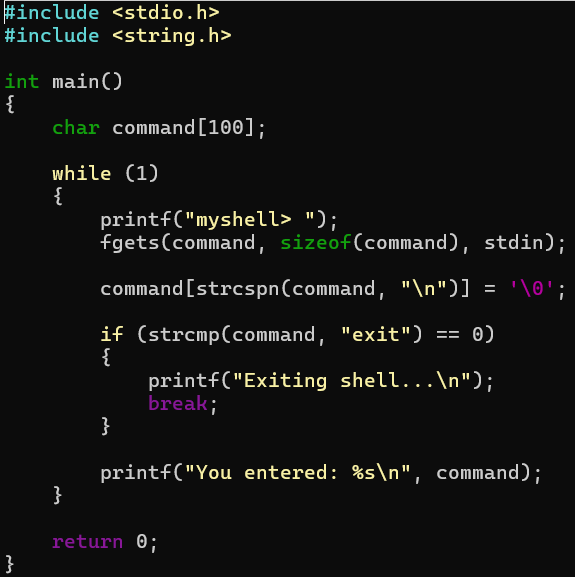 #include <stdio.h>
#include <string.h>

int main()
{
    char command[100];

    while (1)
    {
        printf("myshell> ");
        fgets(command, sizeof(command), stdin);

        command[strcspn(command, "\n")] = '\0';

        if (strcmp(command, "exit") == 0)
        {
            printf("Exiting shell...\n");
            break;
        }

        printf("You entered: %s\n", command);
    }

    return 0;
}